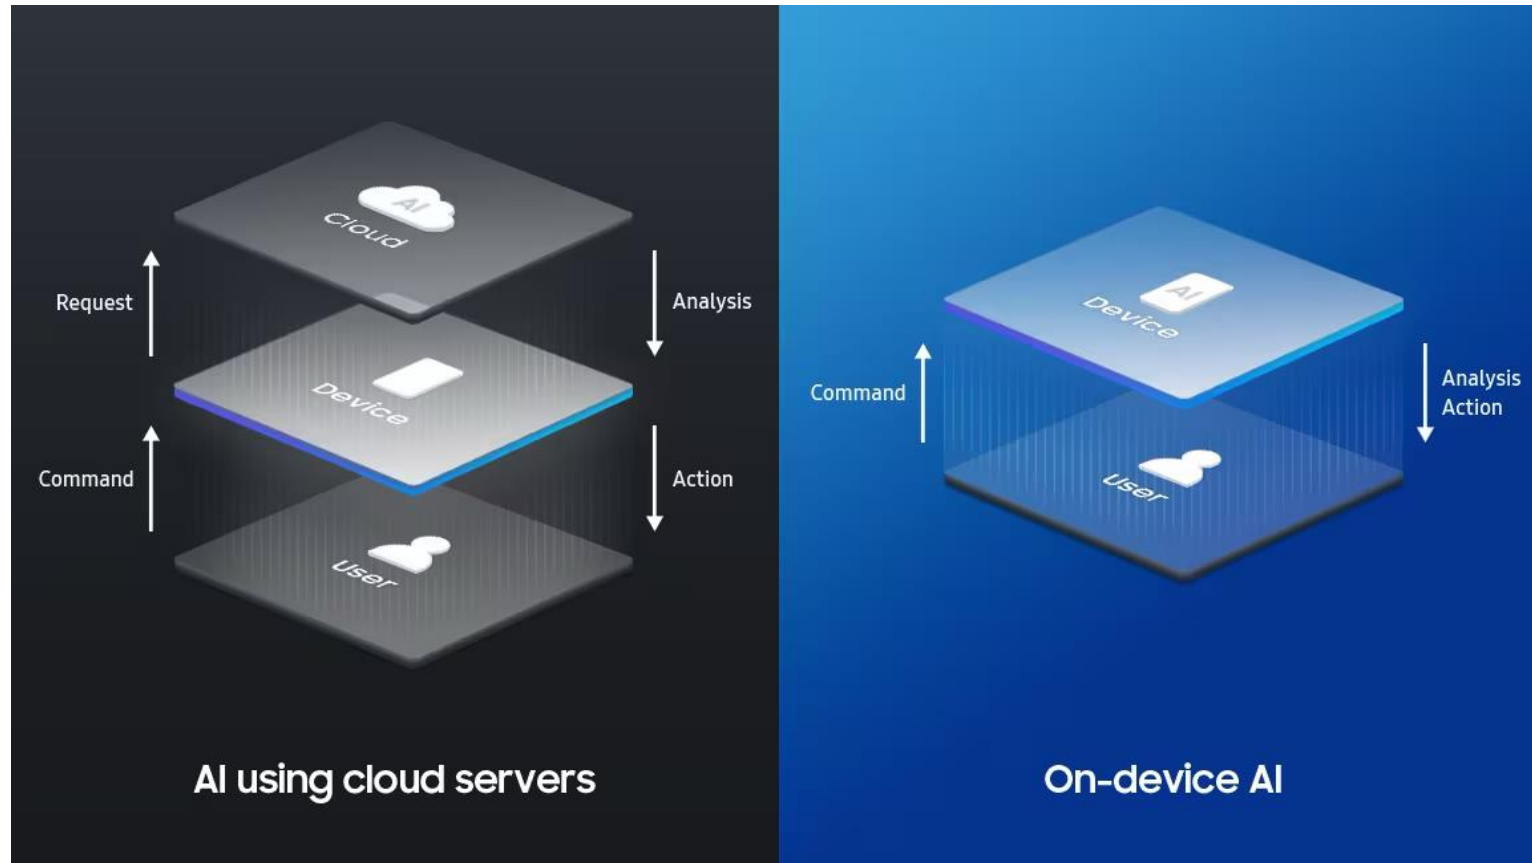 AI
Cloud
Request
Analysis
Device
Command
Action
User
AI using cloud servers
AI
Device
Command
Analysis
Action
User
On-device AI